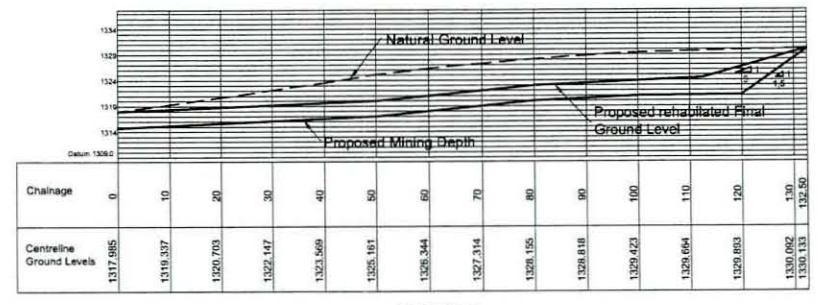 1334
Natural Ground Level
1329
1324
1319
Proposed rehabilated Final
Ground Level
1314
Proposed Mining Depth
Datum 1309.0
Chainage 0 10 20 30 40 50 60 70 80 90 100 110 120 130 132.50
Centreline
Ground Levels 1317.985 1319.337 1320.703 1322.147 1323.569 1325.161 1326.344 1327.314 1328.155 1328.818 1329.423 1329.664 1329.893 1330.092 1330.133